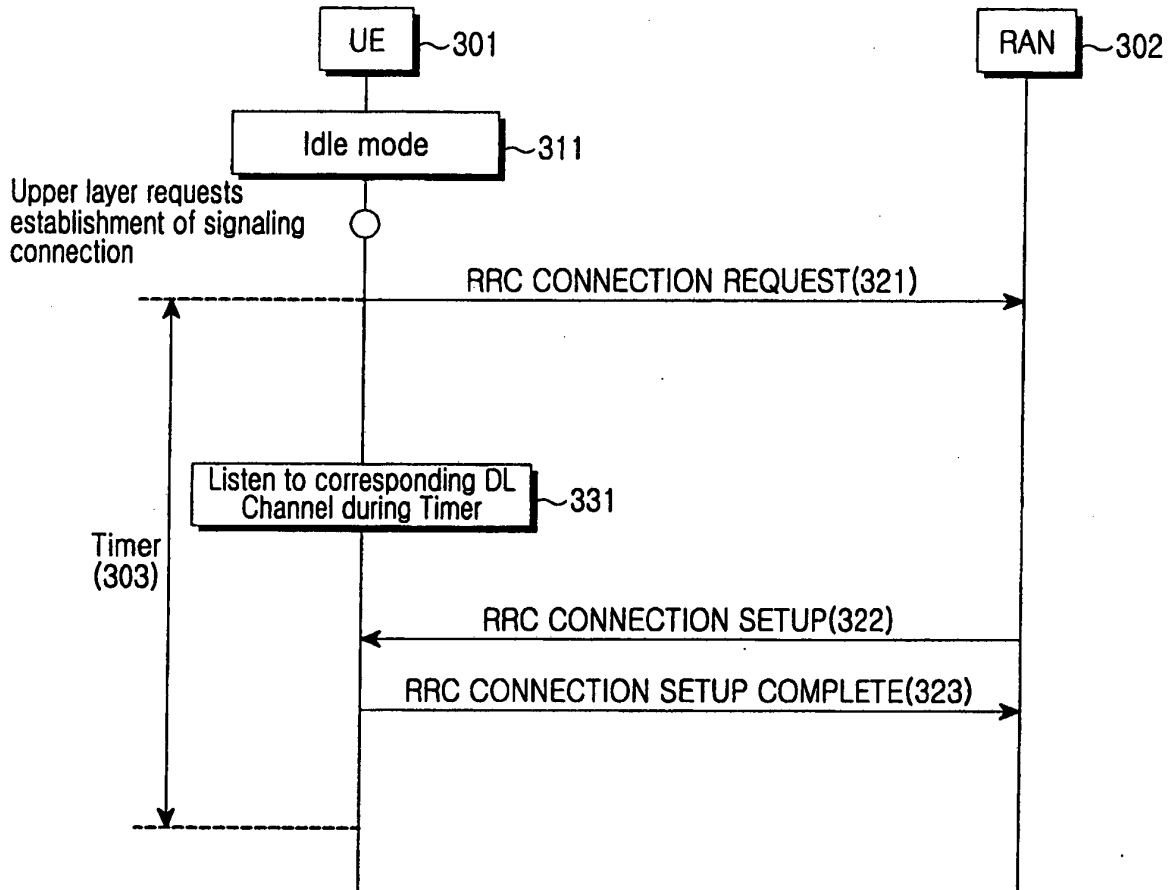 UE
301
RAN
302
Idle mode
311
Upper layer requests
establishment of signaling
connection
RRC CONNECTION REQUEST(321)
Listen to corresponding DL
Channel during Timer
331
Timer
(303)
RRC CONNECTION SETUP(322)
RRC CONNECTION SETUP COMPLETE(323)